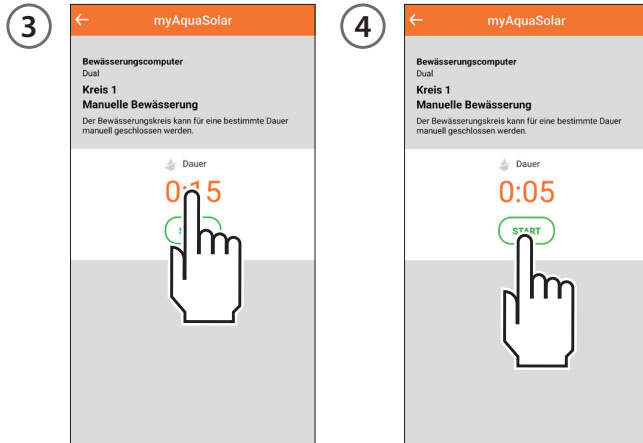 3
myAquaSolar
Bewässerungscomputer
Dual
Kreis 1
Manuelle Bewässerung
Der Bewässerungskreis kann für eine bestimmte Dauer
manuell geschlossen werden.
Dauer
0:15
4
myAquaSolar
Bewässerungscomputer
Dual
Kreis 1
Manuelle Bewässerung
Der Bewässerungskreis kann für eine bestimmte Dauer
manuell geschlossen werden.
Dauer
0:05
START